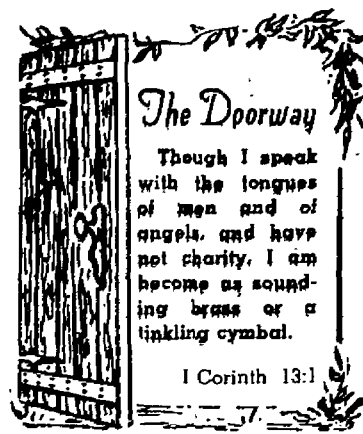 The Doorway
Though I speak
with the tongues
of men and of
angels, and have
not charity, I am
become as sound-
ing brass or a
tinkling cymbal.
I Corinth 13:1